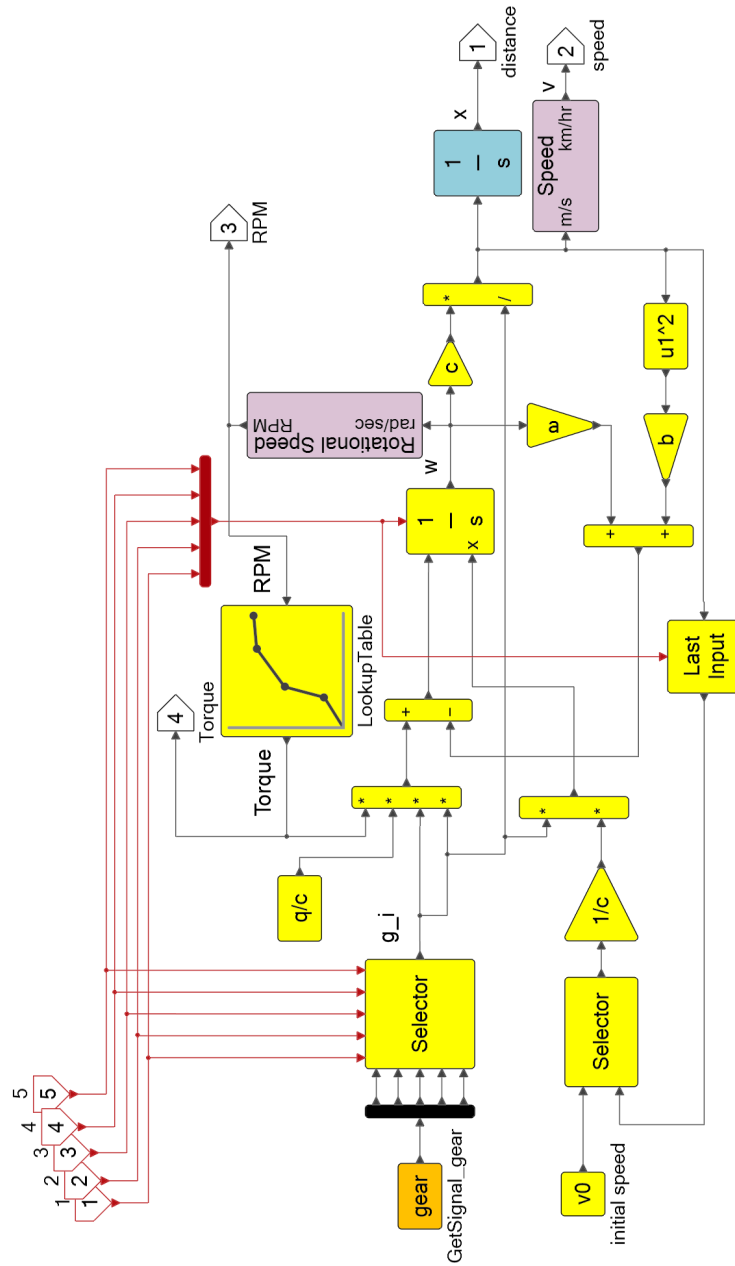 1
2
3
4
5
1
2
3
4
5
4
Torque
3
RPM
RPM
Torque
LookupTable
Rotational Speed
RPM
rad/sec
q/c
*
*
*
*
g_i
gear
GetSignal_gear
Selector
+
−
1
s
x
w
c
*
/
1
s
x
1
distance
Speed
m/s
km/hr
v
2
speed
v0
initial speed
Selector
1/c
*
*
a
b
u1^2
+
+
Last
Input